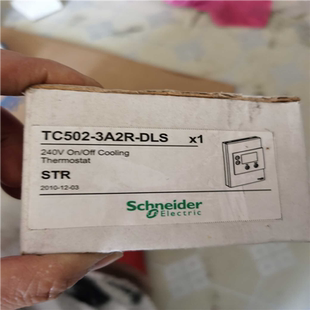 TC502-3A2R-DLS x1
240V On/Off Cooling
Thermostat
STR
2010-12-03
Schneider
Electric